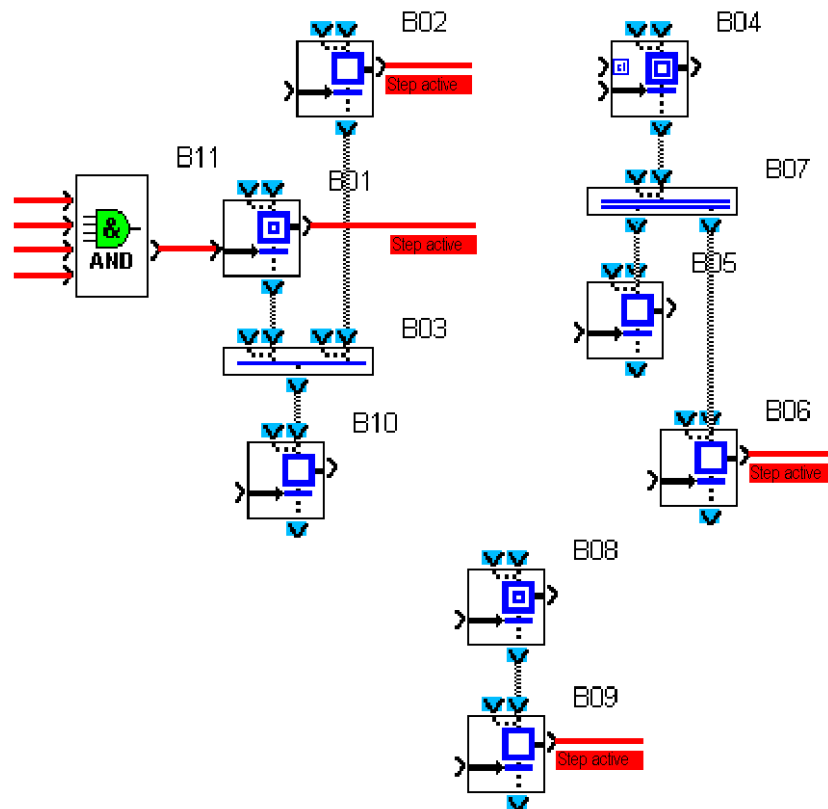 B02
B04
Step active
B11
B01
B07
&
AND
Step active
B05
B03
B10
B06
Step active
B08
B09
Step active